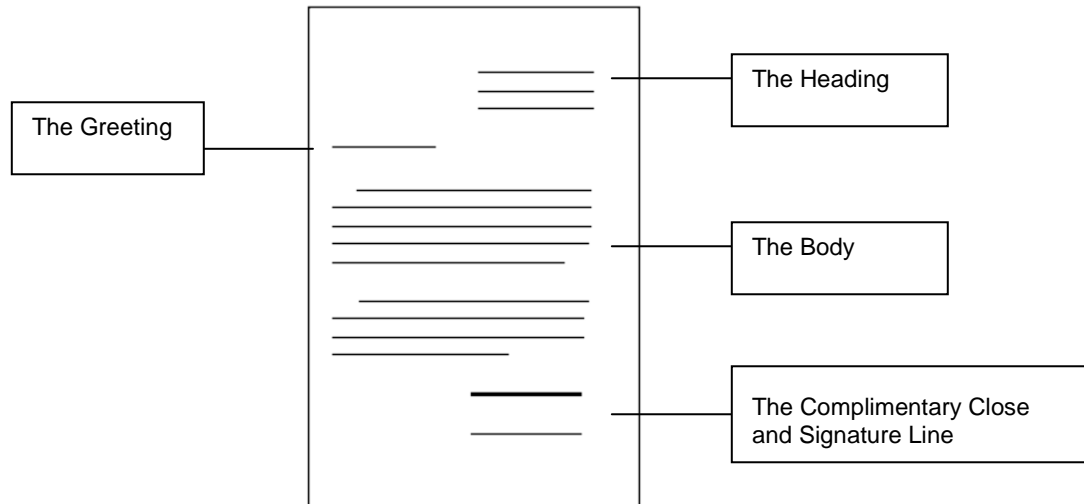 The Heading
The Greeting
The Body
The Complimentary Close
and Signature Line